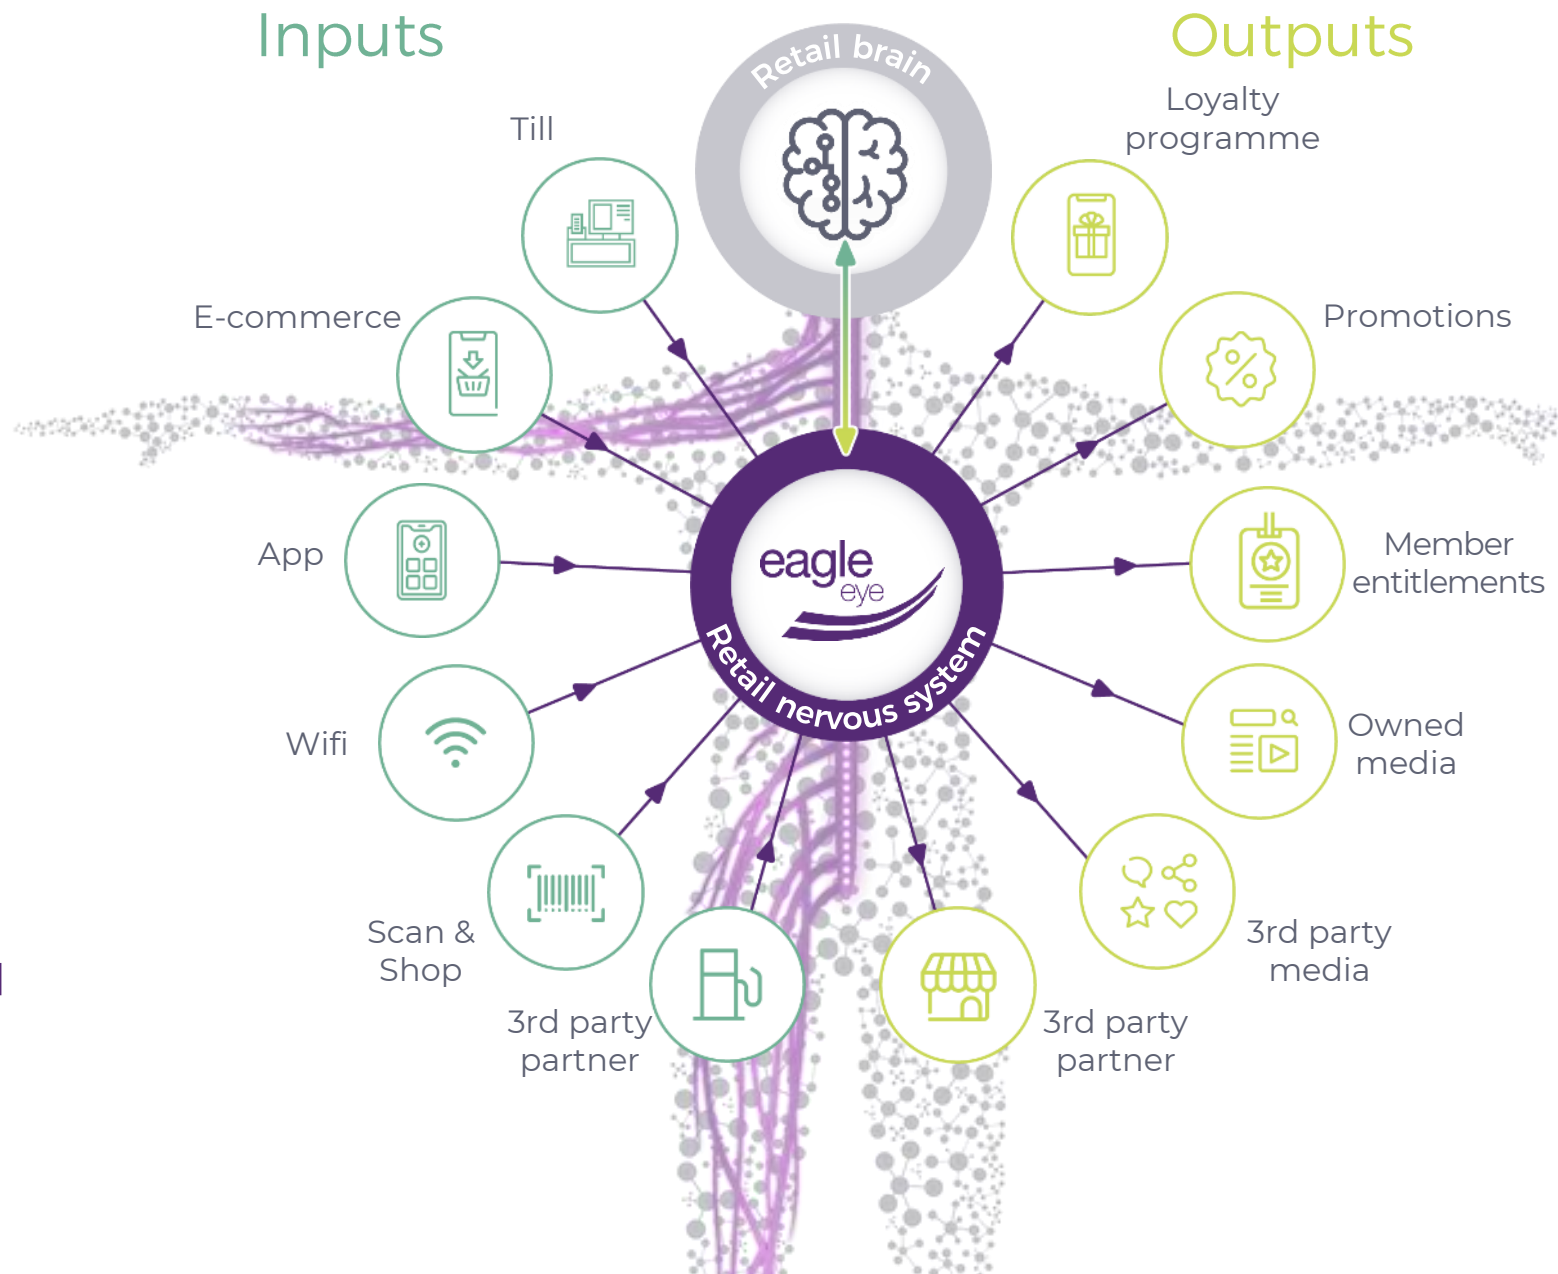 Inputs
Outputs
Retail brain
Till
E-commerce
App
Wifi
Scan &
Shop
3rd party
partner
eagle
eye
Retail nervous system
Loyalty
programme
Promotions
Member
entitlements
Owned
media
3rd party
media
3rd party
partner